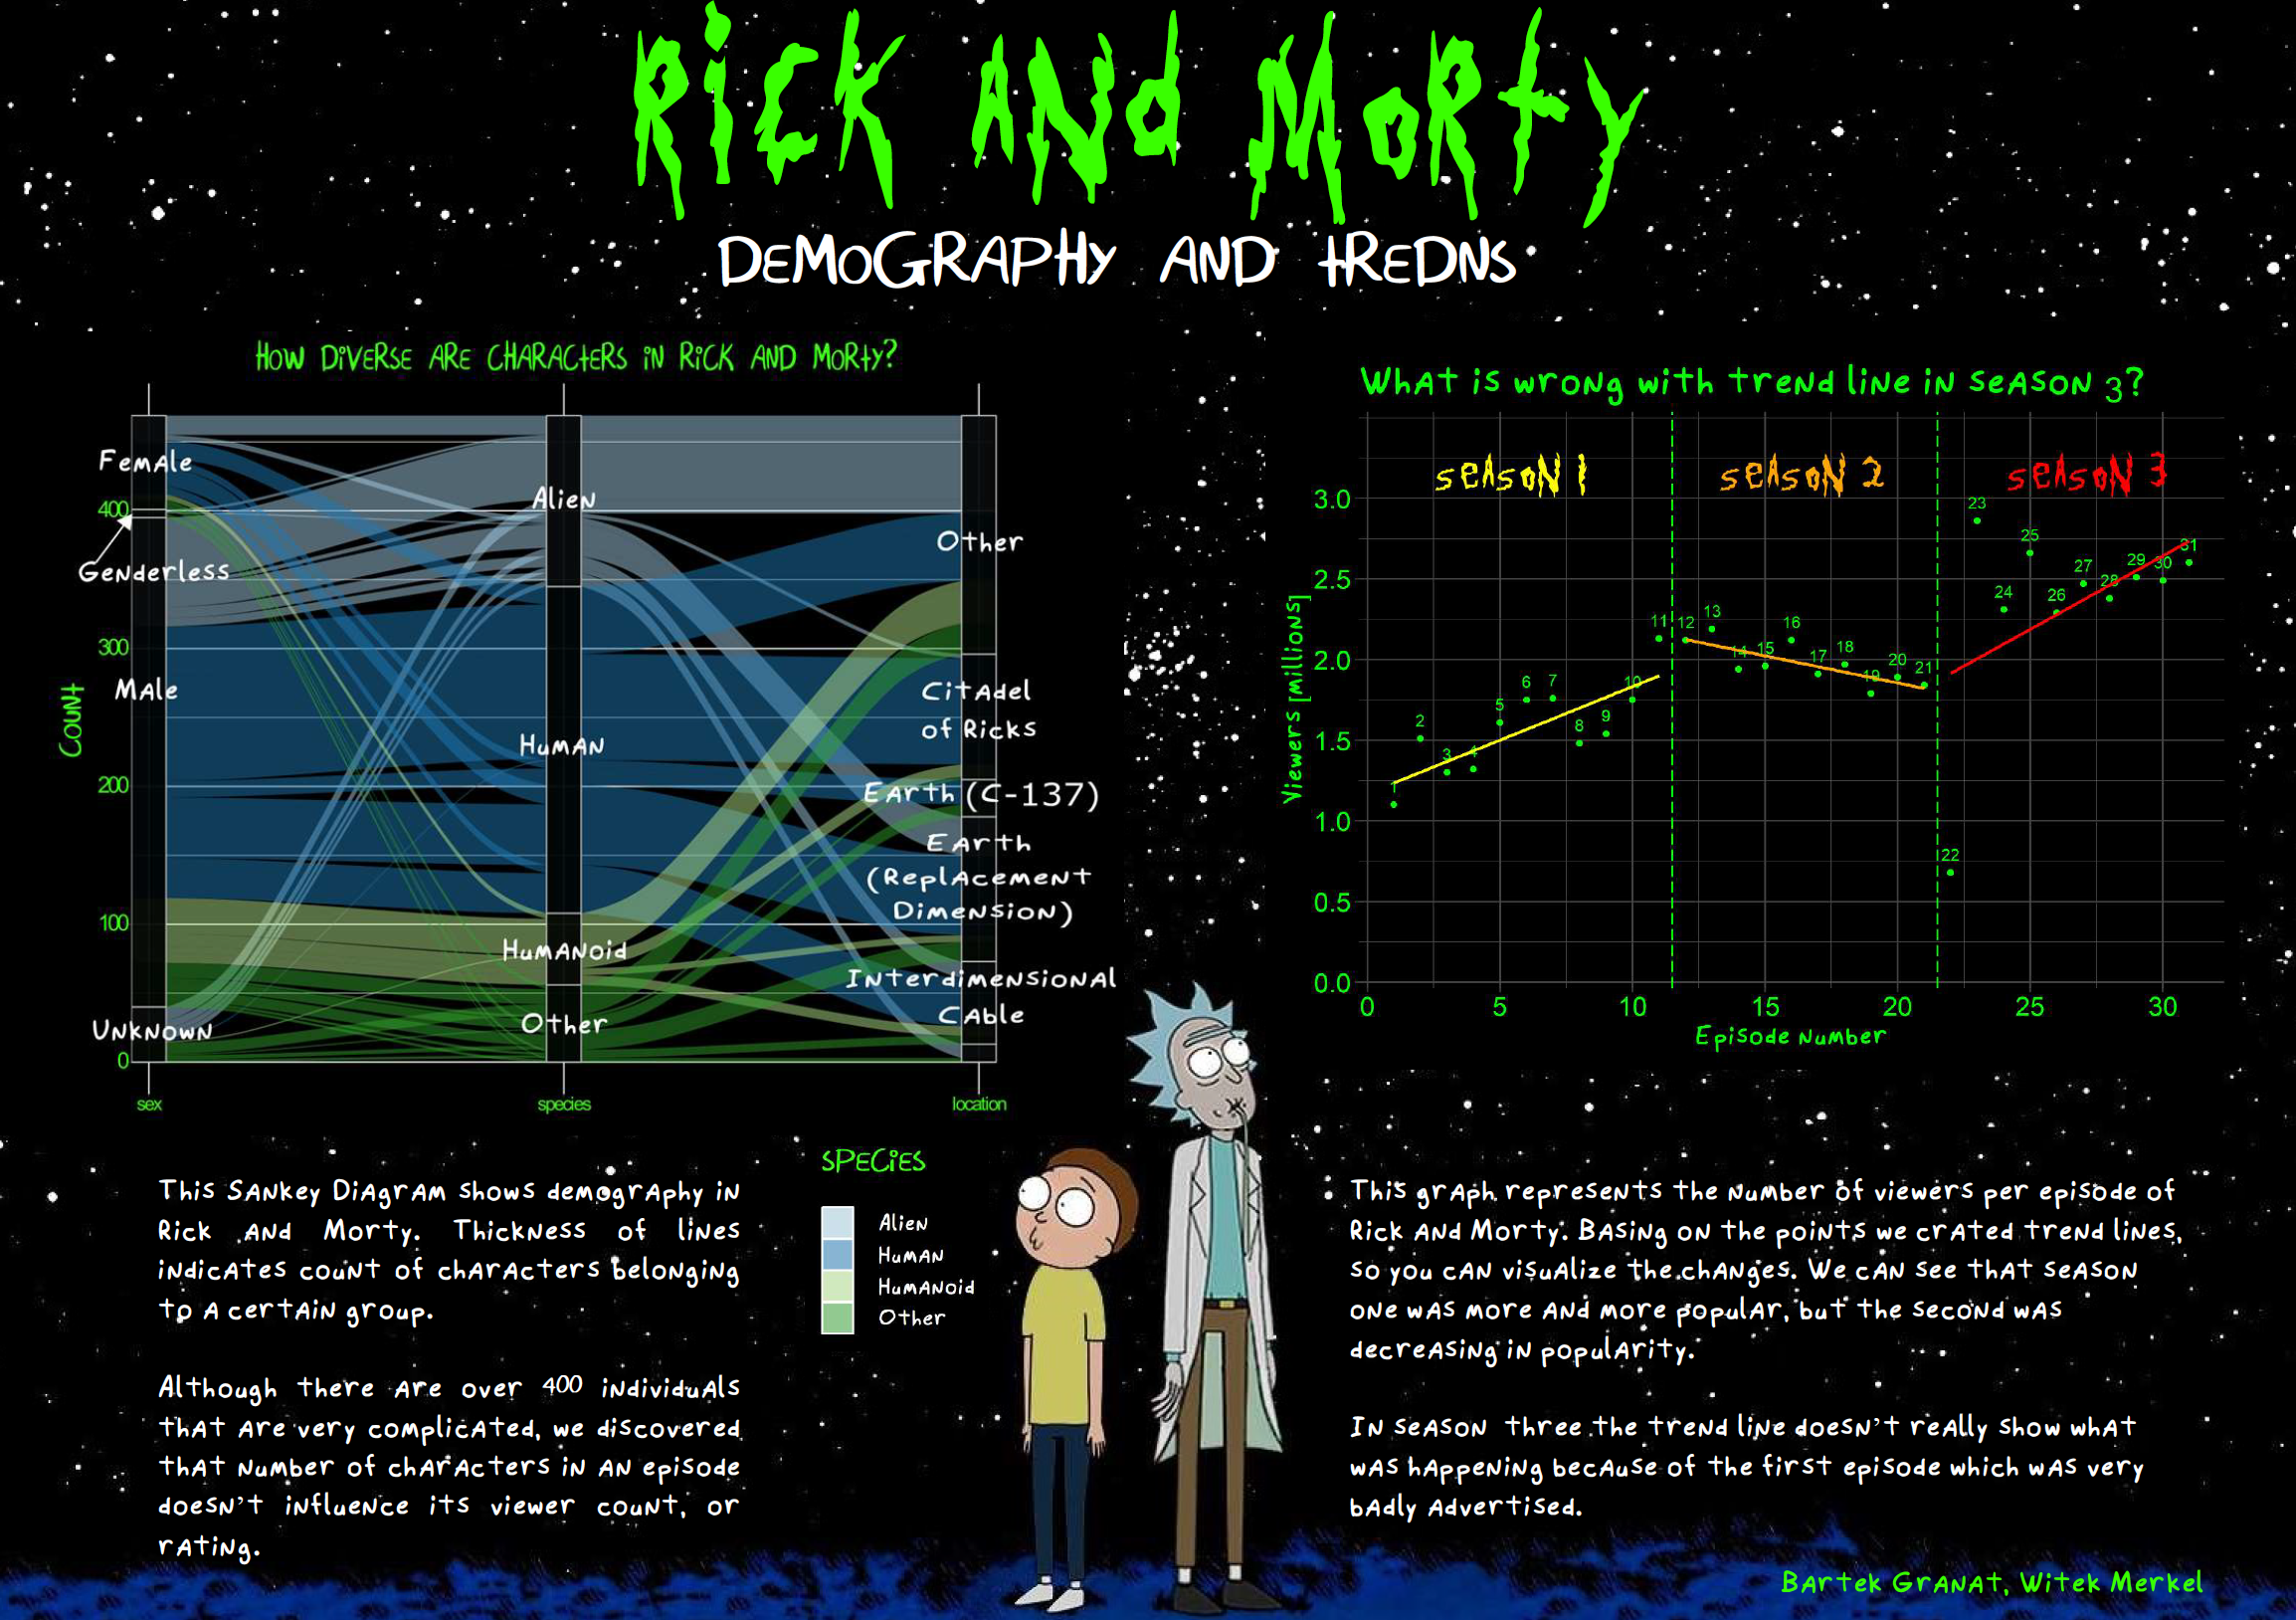 Rick and Morty
Demography and Tredns
How diverse are characters in Rick and Morty?
Count
400
300
200
100
0
Female
Genderless
Male
Unknown
Alien
Human
Humanoid
Other
Other
Citadel
of Ricks
Earth (C-137)
Earth
(Replacement
Dimension)
Interdimensional
Cable
sex
species
location
This Sankey Diagram shows demography in
Rick and Morty. Thickness of lines
indicates count of characters belonging
to a certain group.
Although there are over 400 individuals
that are very complicated, we discovered
that number of characters in an episode
doesn't influence its viewer count, or
rating.
Species
Alien
Human
Humanoid
Other
What is wrong with trend line in season 3?
Season 1
Season 2
Season 3
Viewers [millions]
3.0
2.5
2.0
1.5
1.0
0.5
0.0
1
2
3
4
5
6
7
8
9
10
11
12
13
14
15
16
17
18
19
20
21
22
23
24
25
26
27
28
29
30
31
0 5 10 15 20 25 30
Episode Number
This graph represents the number of viewers per episode of
Rick and Morty. Basing on the points we crated trend lines,
so you can visualize the changes. We can see that season
one was more and more popular, but the second was
decreasing in popularity.
In season three the trend line doesn't really show what
was happening because of the first episode which was very
badly advertised.
Bartek Granat, Witek Merkel